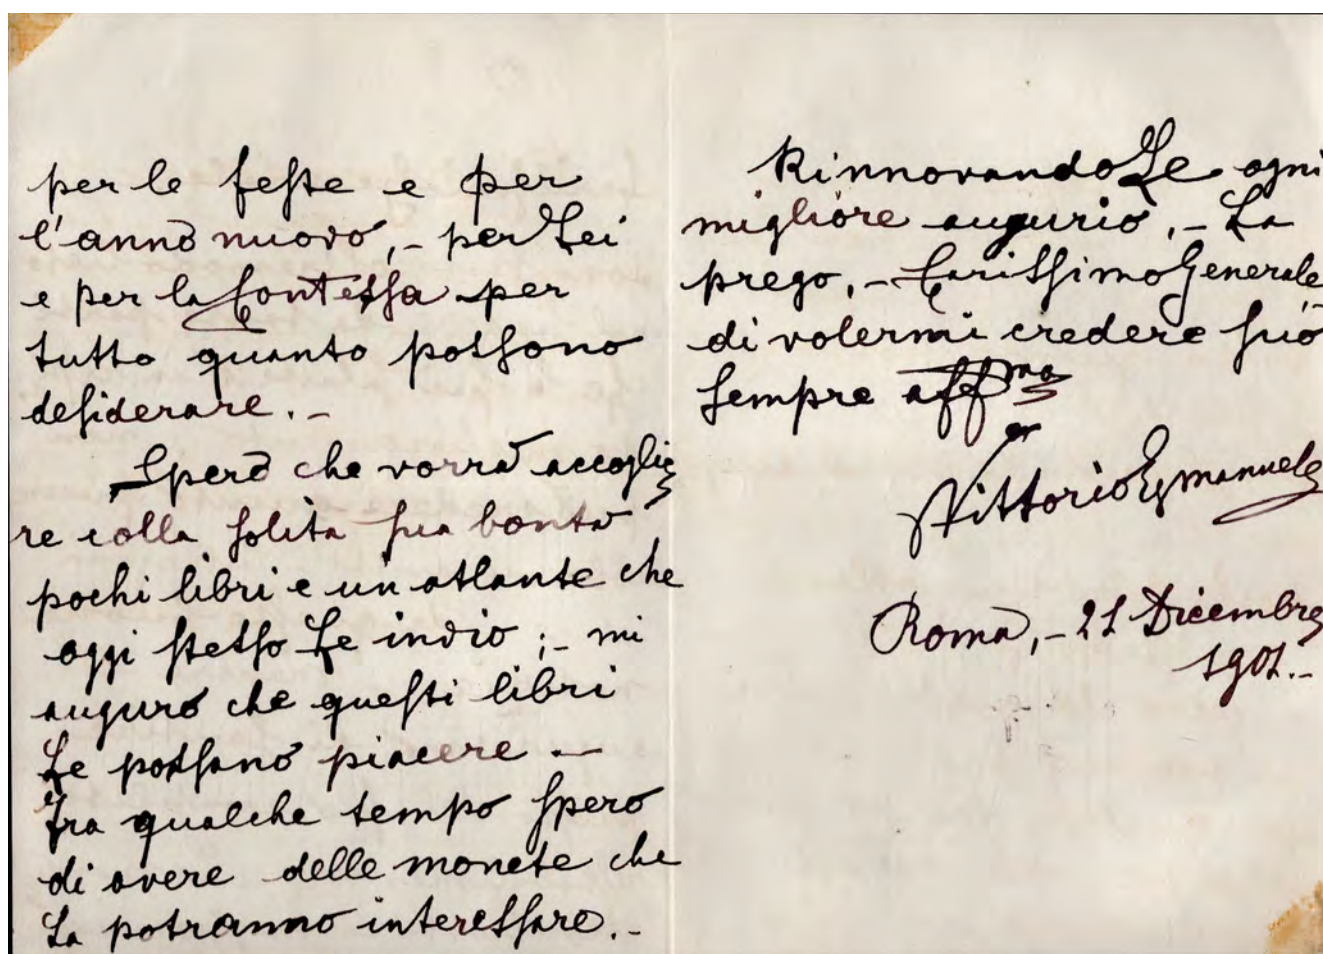 per le feste e per
l'anno nuovo, - per Lei
e per la Contessa per
tutto quanto possono
desiderare. -
Spero che vorrà accoglie
re colla solita sua bontà
pochi libri e un atlante che
oggi stesso Le invio ; - mi
auguro che questi libri
Le possano piacere -
Fra qualche tempo spero
di avere delle monete che
La potranno interessare. -
Rinnovando Le ogni
migliore augurio, - La
prego, - Carissimo Generale,
di volermi credere suo
sempre aff mo
Vittorio Emanuele
Roma, - 21 Dicembre
1901. -